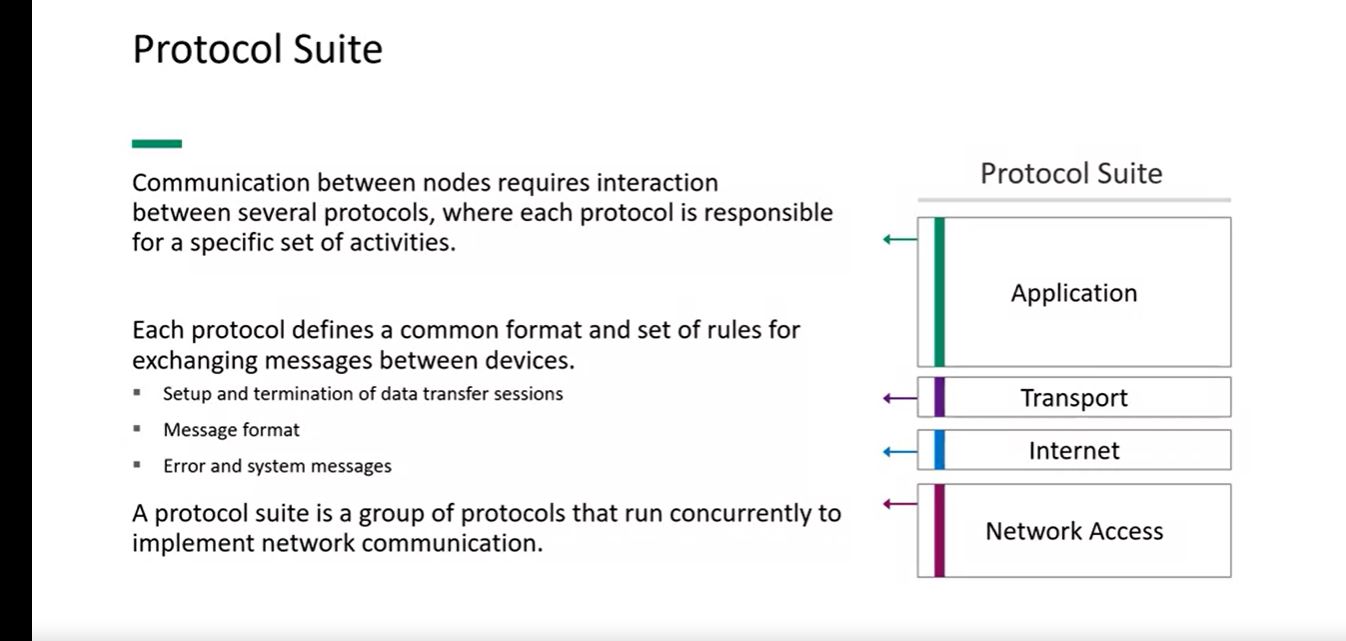 Protocol Suite
Communication between nodes requires interaction
between several protocols, where each protocol is responsible
for a specific set of activities.
Each protocol defines a common format and set of rules for
exchanging messages between devices.
▪ Setup and termination of data transfer sessions
▪ Message format
▪ Error and system messages
A protocol suite is a group of protocols that run concurrently to
implement network communication.
Protocol Suite
Application
Transport
Internet
Network Access